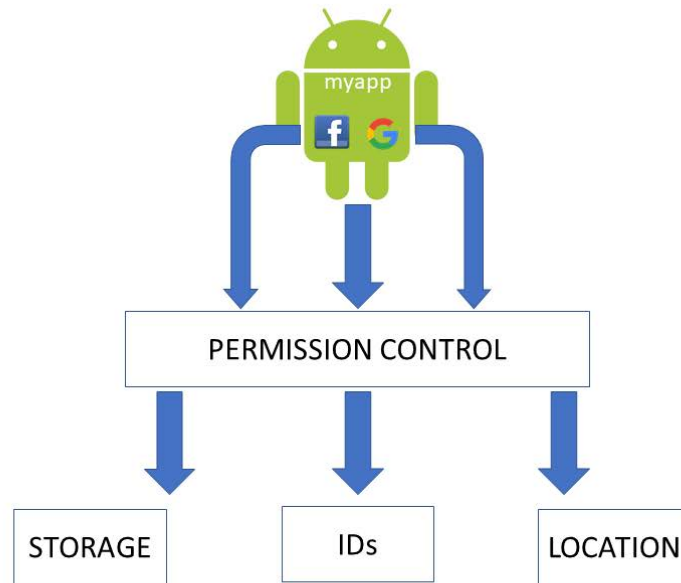 myapp
f
G
PERMISSION CONTROL
STORAGE
IDs
LOCATION